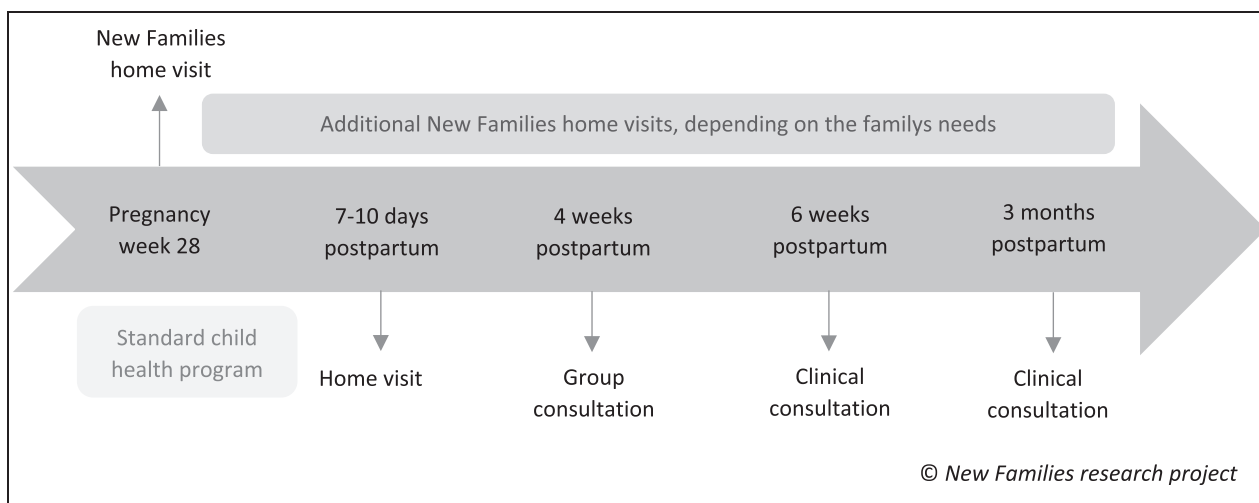 New Families
home visit
Additional New Families home visits, depending on the familys needs
Pregnancy
week 28
7-10 days
postpartum
4 weeks
postpartum
6 weeks
postpartum
3 months
postpartum
Standard child
health program
Home visit
Group
consultation
Clinical
consultation
Clinical
consultation
© New Families research project